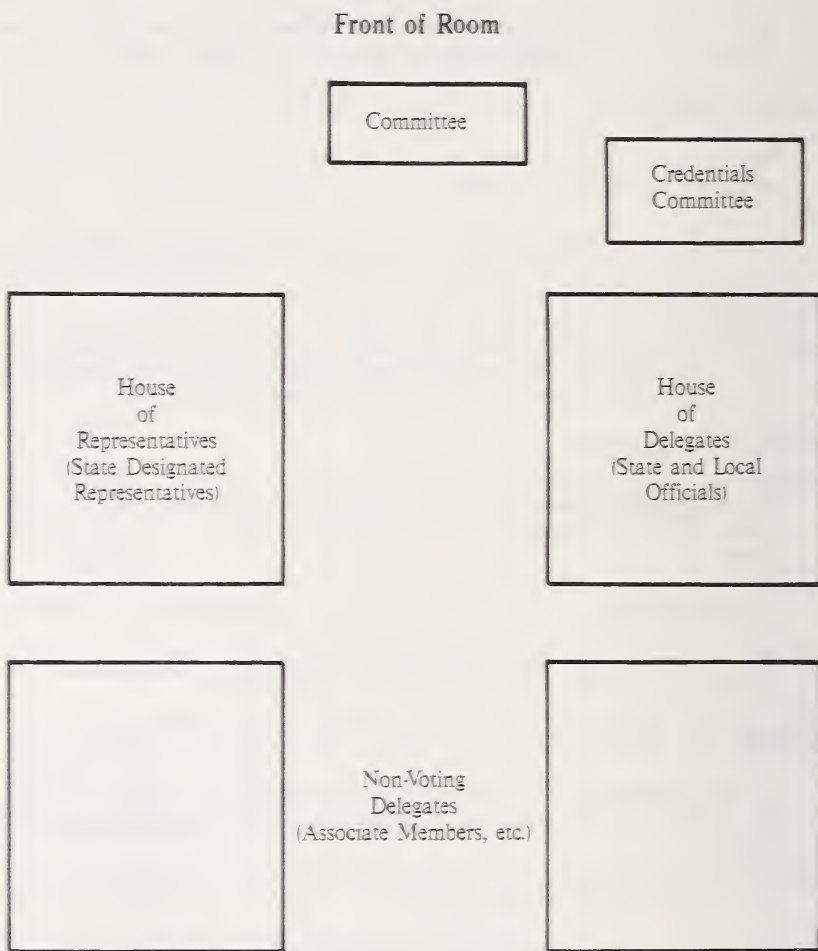 Front of Room
Committee
Credentials
Committee
House
of
Representatives
(State Designated
Representatives)
House
of
Delegates
(State and Local
Officials)
Non-Voting
Delegates
(Associate Members, etc.)